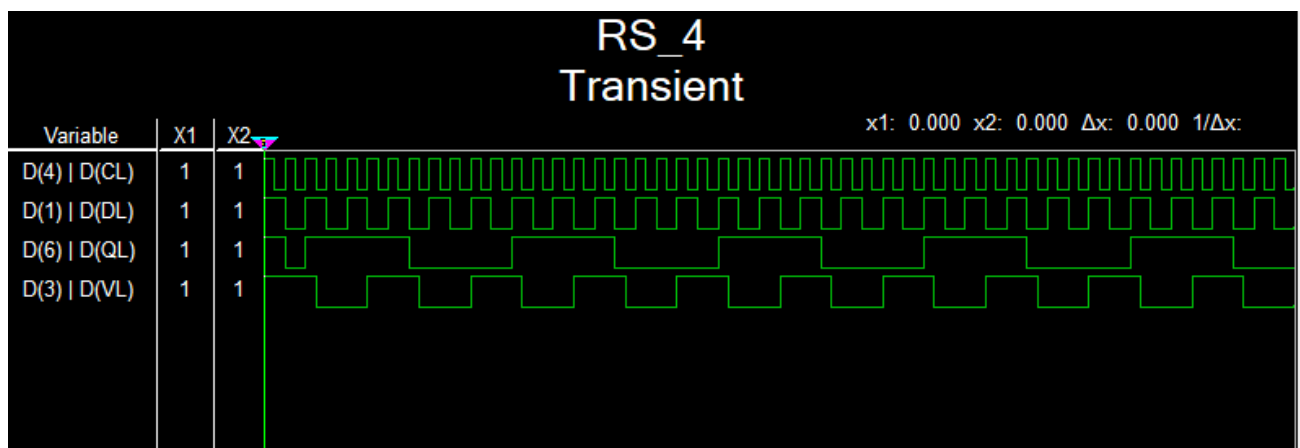 RS_4
Transient
x1: 0.000 x2: 0.000 Δx: 0.000 1/Δx:
Variable X1 X2
D(4) | D(CL) 1 1
D(1) | D(DL) 1 1
D(6) | D(QL) 1 1
D(3) | D(VL) 1 1